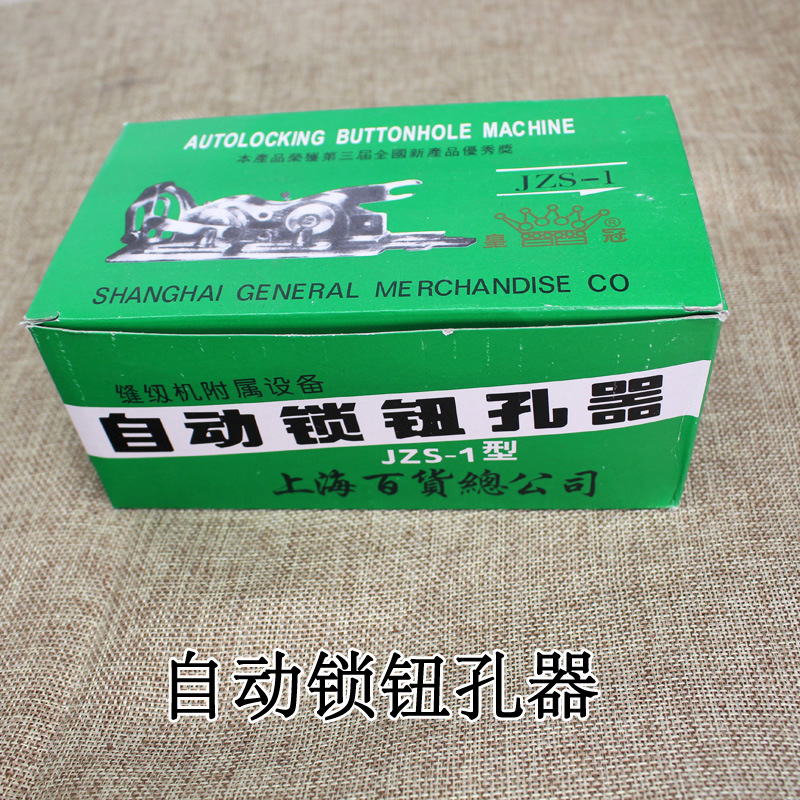 AUTOLOCKING BUTTONHOLE MACHINE
本產品榮獲第三届全國新產品優秀獎
JZS-1
皇冠®
SHANGHAI GENERAL MERCHANDISE CO
缝纫机附属设备
自动锁钮孔器
JZS-1型
上海百貨總公司
自动锁钮孔器